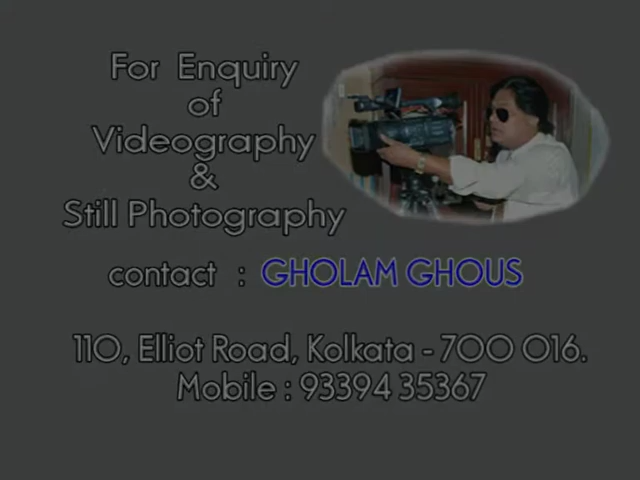 For Enquiry
of
Videography
&
Still Photography
contact : GHOLAM GHOUS
110, Elliot Road, Kolkata - 700 016.
Mobile : 93394 35367